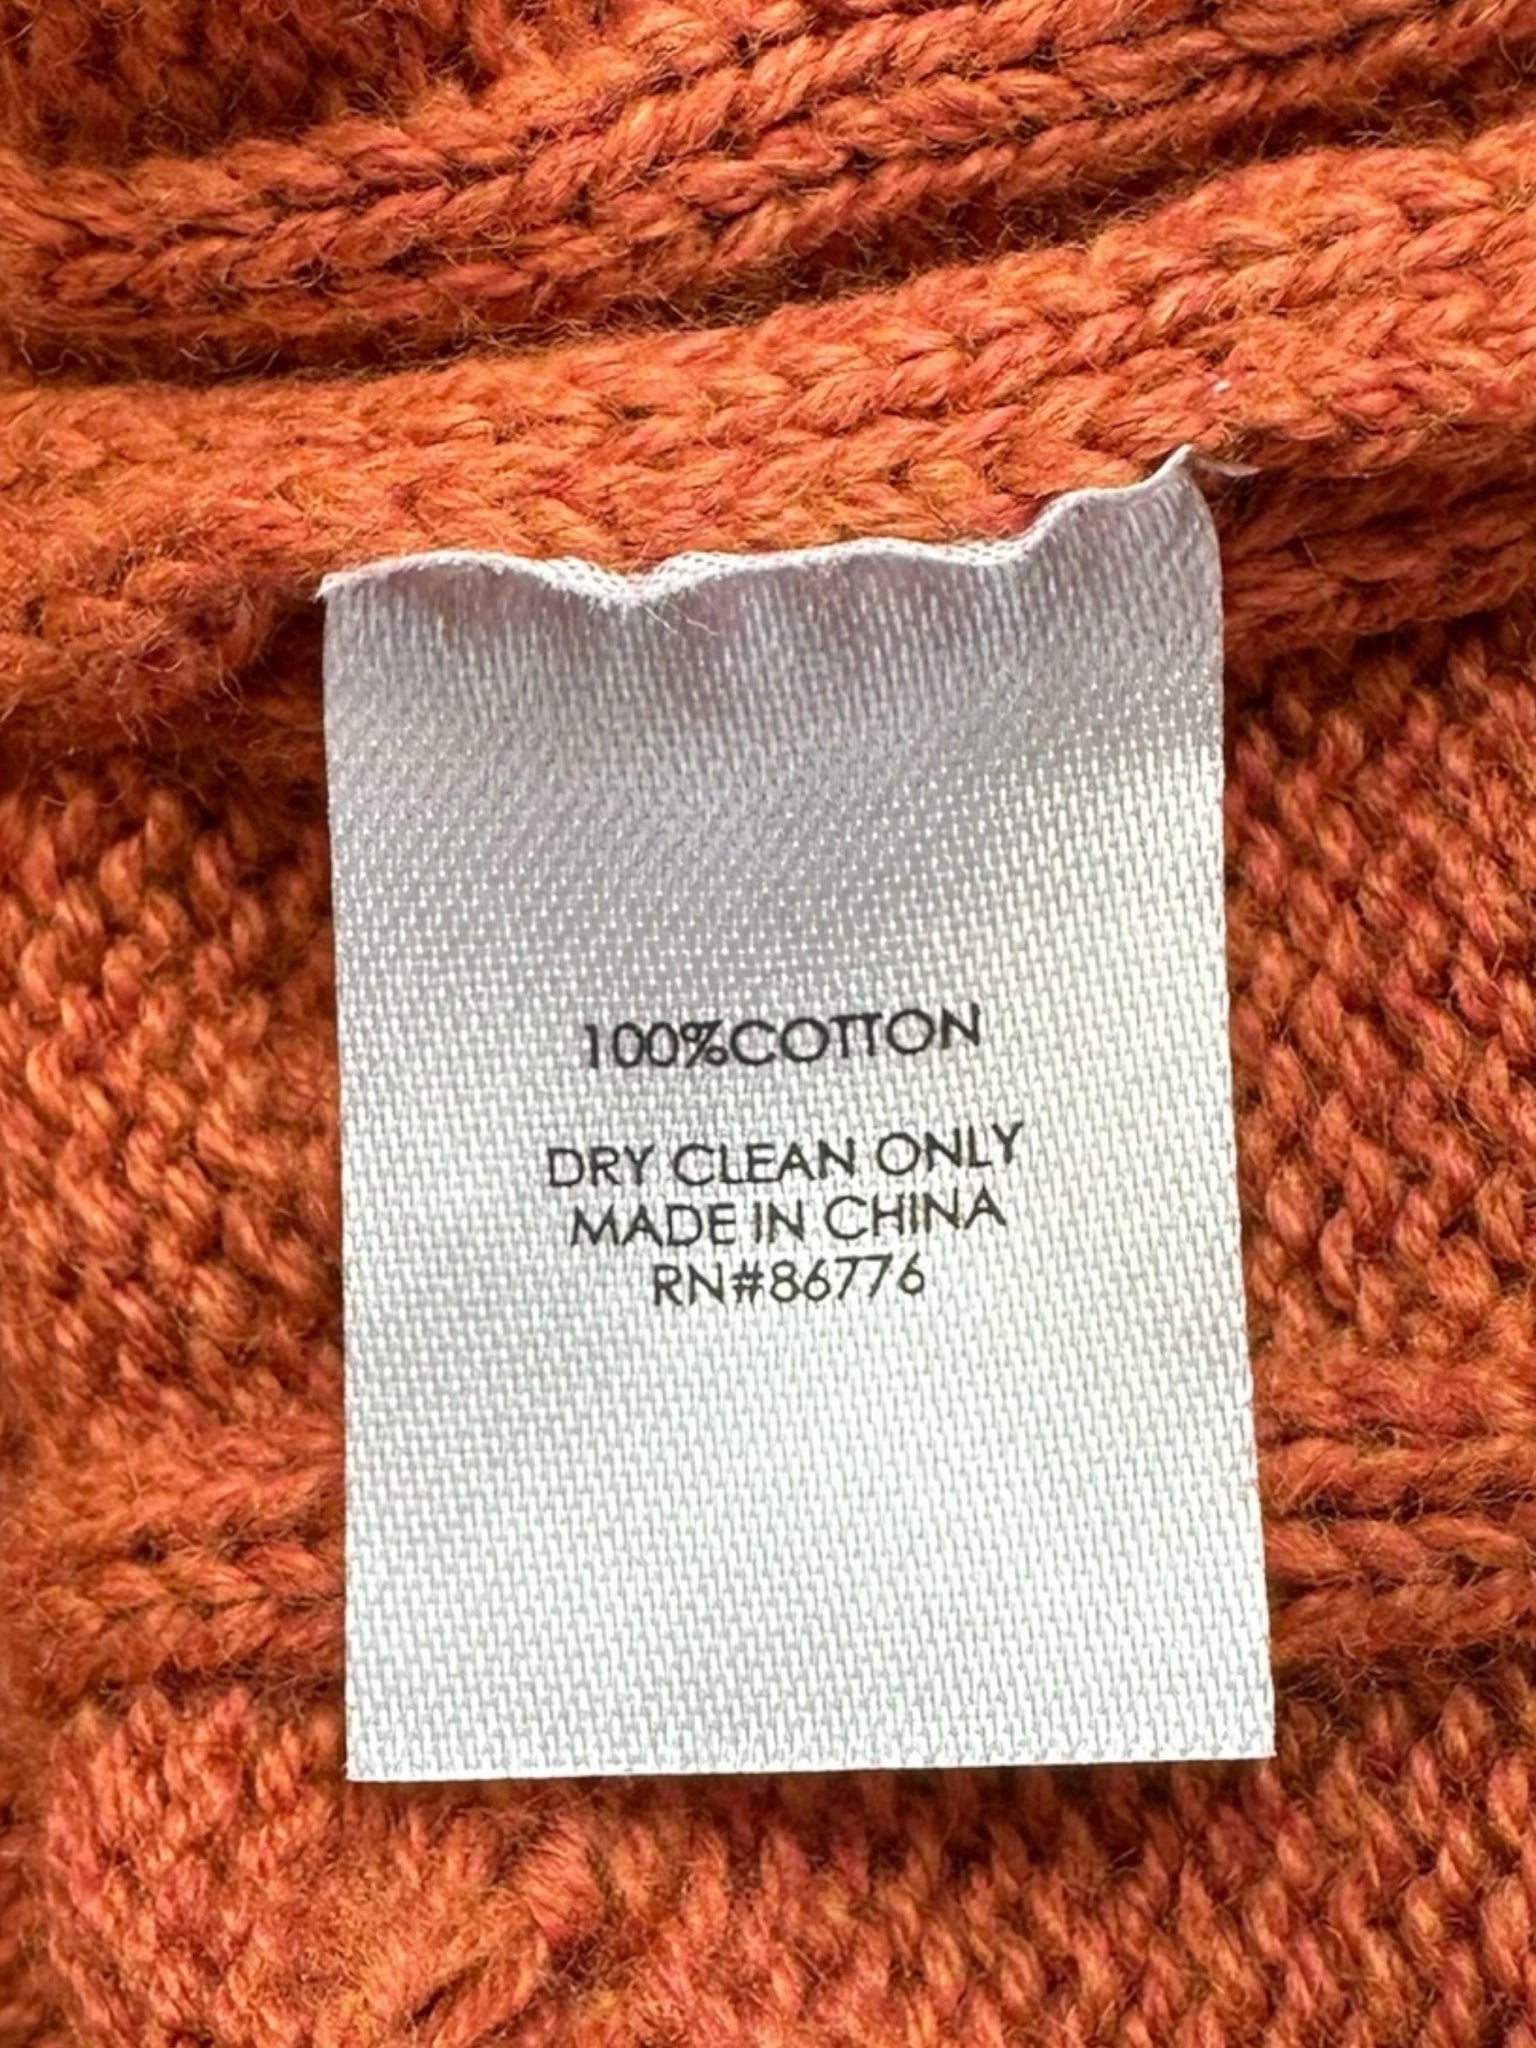 100%COTTON
DRY CLEAN ONLY
MADE IN CHINA
RN#86776